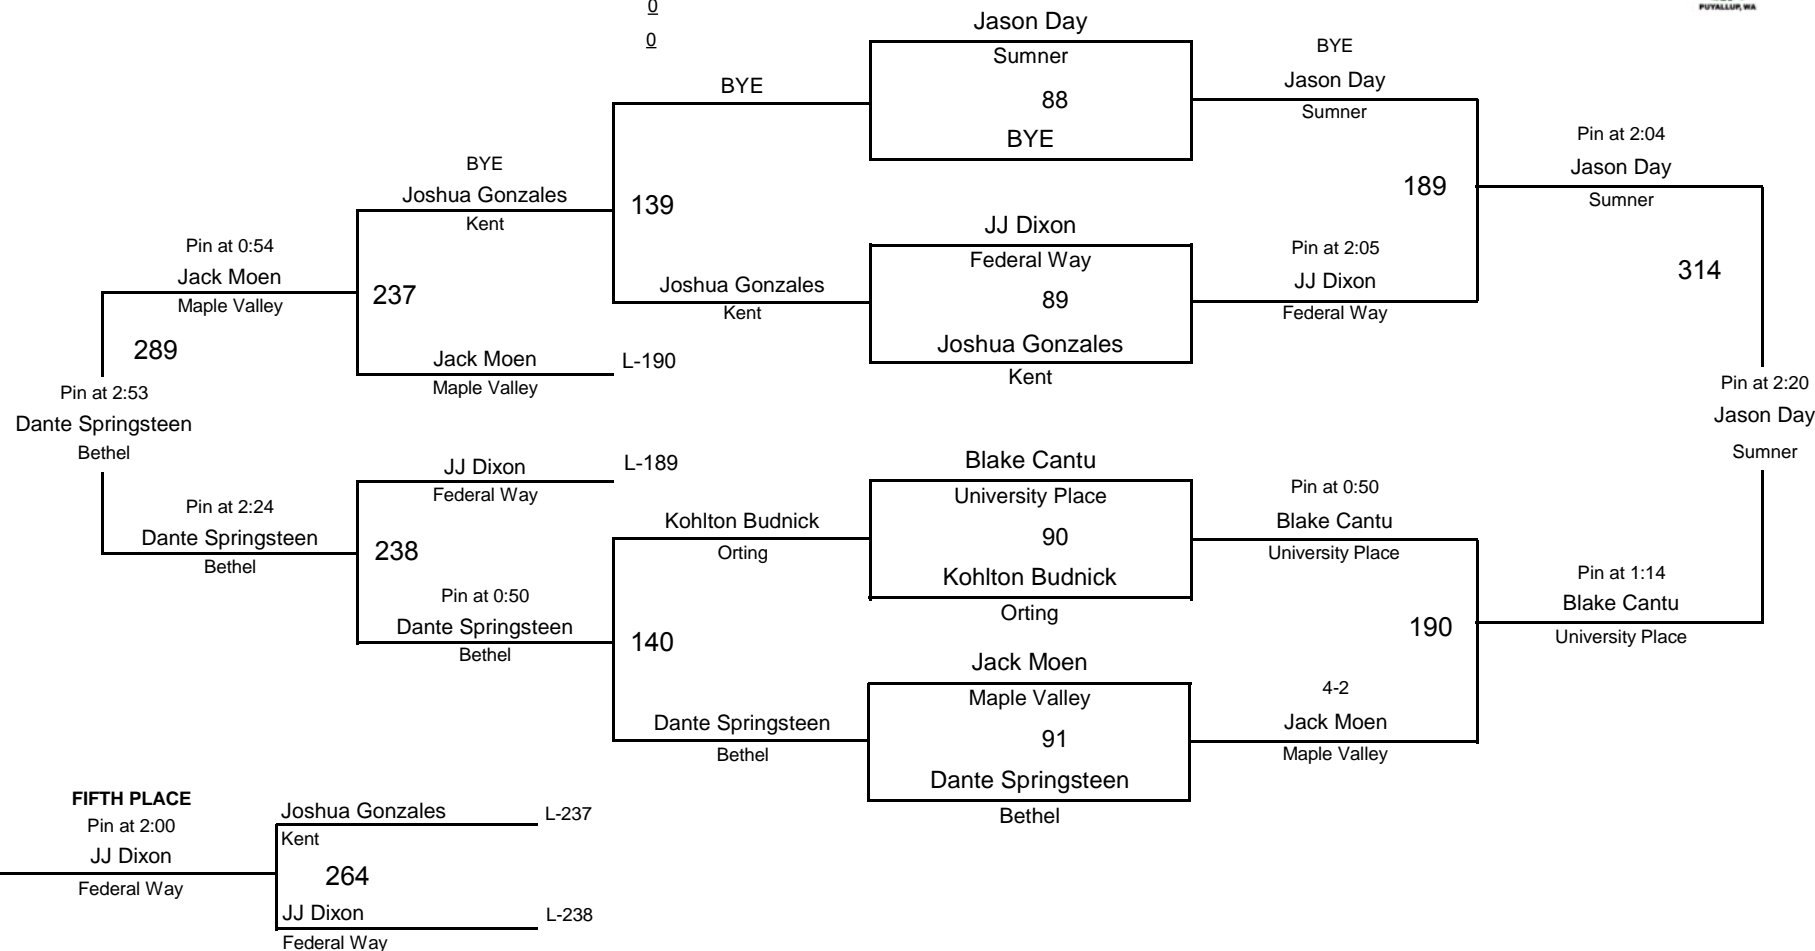 0
0
PUYALLUP, WA
Jason Day
Sumner
88
BYE
BYE
Jason Day
Sumner
BYE
Pin at 2:04
Jason Day
Sumner
189
BYE
Joshua Gonzales
Kent
139
JJ Dixon
Federal Way
89
Joshua Gonzales
Kent
Pin at 2:05
JJ Dixon
Federal Way
Joshua Gonzales
Kent
314
Pin at 0:54
Jack Moen
Maple Valley
237
289
Jack Moen
Maple Valley
L-190
Pin at 2:53
Dante Springsteen
Bethel
Pin at 2:20
Jason Day
Sumner
JJ Dixon
Federal Way
L-189
Blake Cantu
University Place
90
Kohlton Budnick
Orting
Pin at 0:50
Blake Cantu
University Place
Kohlton Budnick
Orting
Pin at 2:24
Dante Springsteen
Bethel
238
Pin at 0:50
Dante Springsteen
Bethel
140
Pin at 1:14
Blake Cantu
University Place
190
Jack Moen
Maple Valley
91
Dante Springsteen
Bethel
4-2
Jack Moen
Maple Valley
Dante Springsteen
Bethel
FIFTH PLACE
Pin at 2:00
JJ Dixon
Federal Way
Joshua Gonzales
L-237
Kent
264
JJ Dixon
L-238
Federal Way